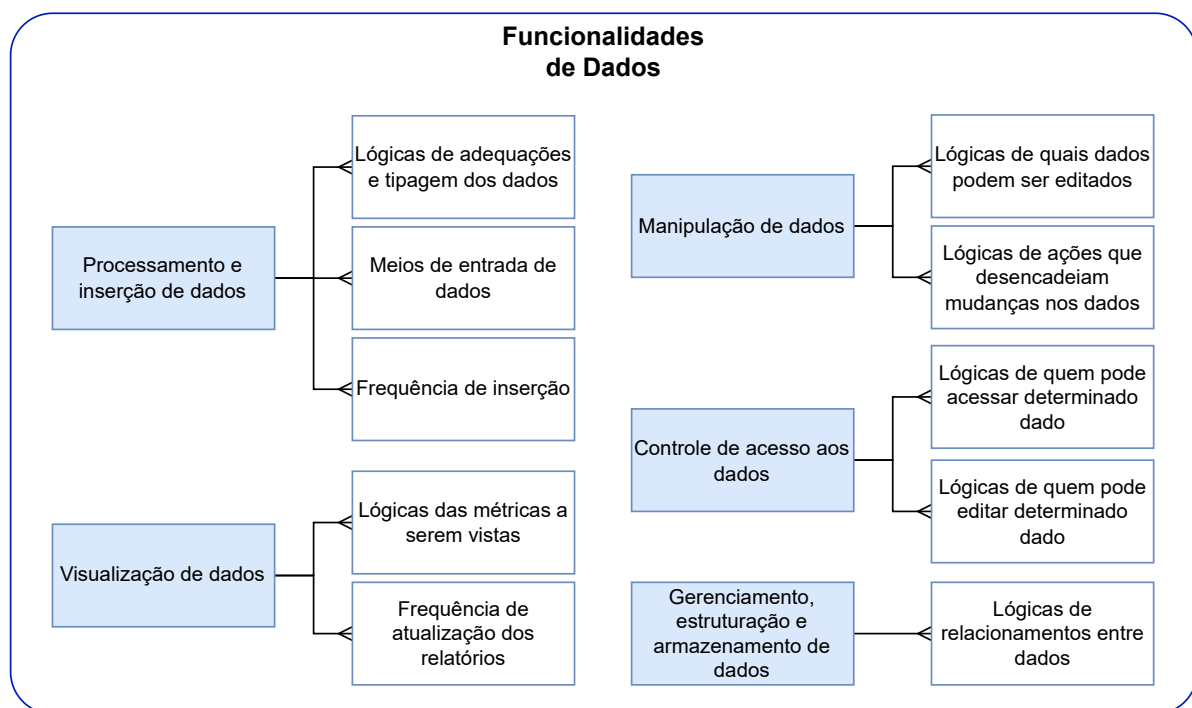 Funcionalidades
de Dados
Processamento e
inserção de dados
Lógicas de adequações
e tipagem dos dados
Meios de entrada de
dados
Frequência de inserção
Visualização de dados
Lógicas das métricas a
serem vistas
Frequência de
atualização dos
relatórios
Manipulação de dados
Lógicas de quais dados
podem ser editados
Lógicas de ações que
desencadeiam
mudanças nos dados
Controle de acesso aos
dados
Lógicas de quem pode
acessar determinado
dado
Lógicas de quem pode
editar determinado
dado
Gerenciamento,
estruturação e
armazenamento de
dados
Lógicas de
relacionamentos entre
dados